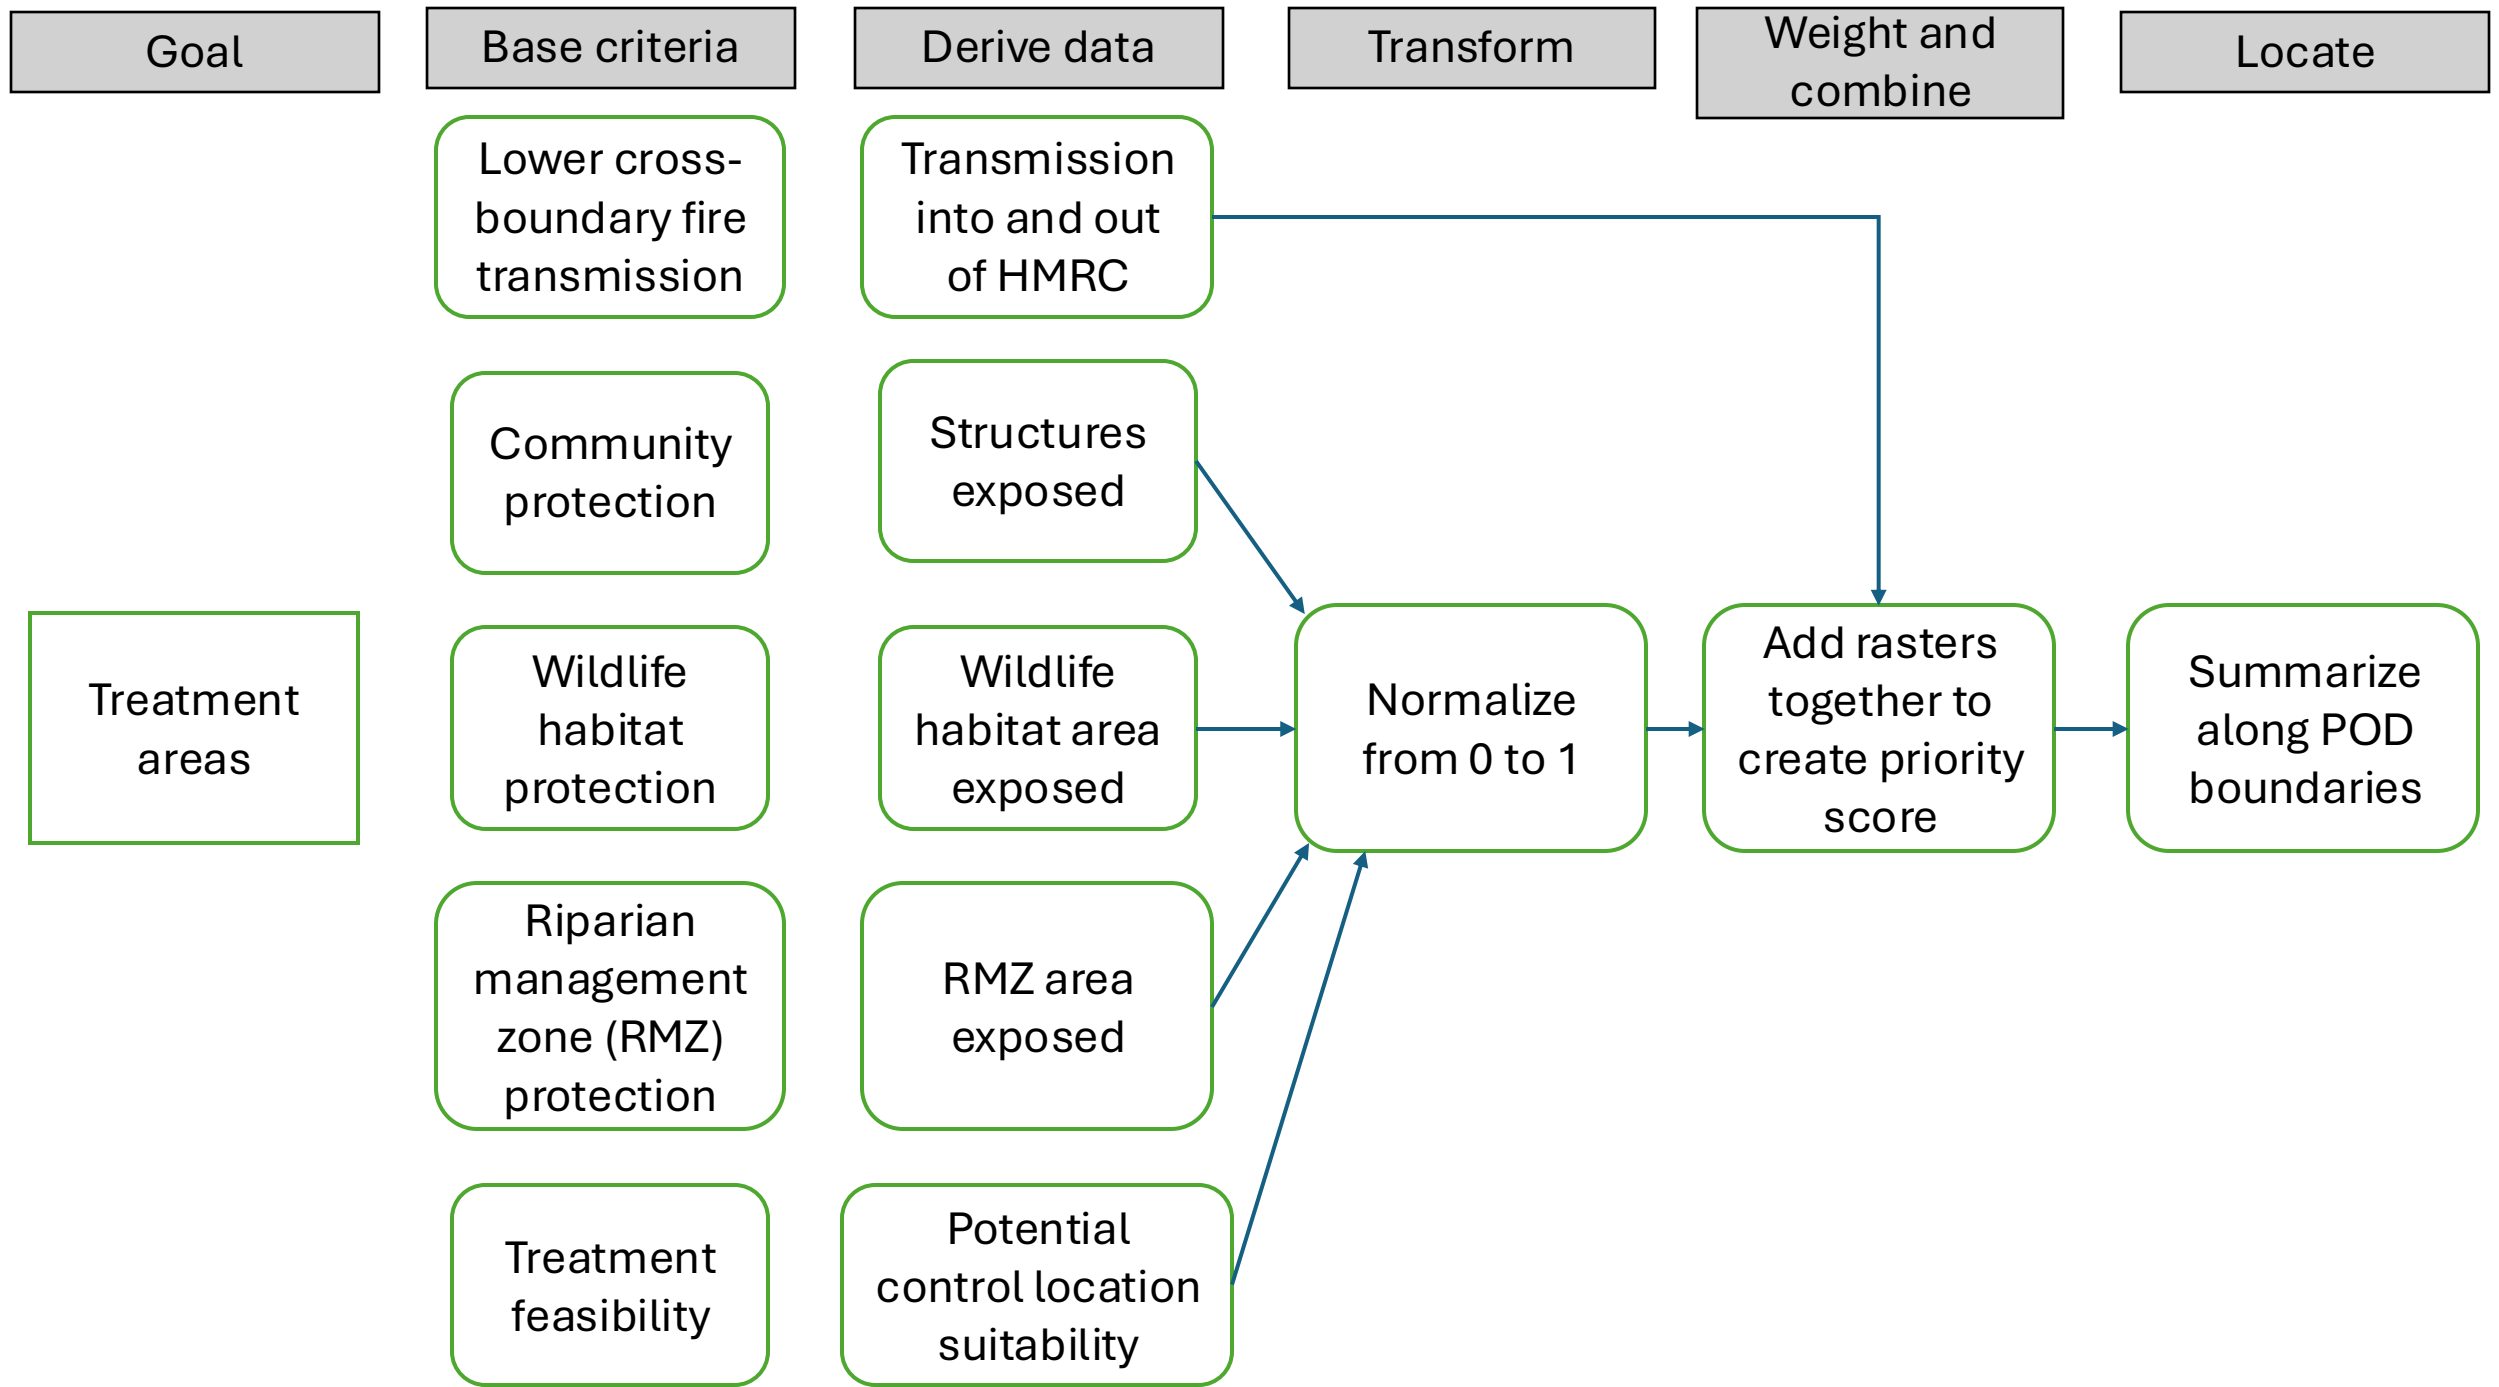 Goal
Base criteria
Derive data
Transform
Weight and
combine
Locate
Lower cross-
boundary fire
transmission
Transmission
into and out
of HMRC
Community
protection
Structures
exposed
Treatment
areas
Wildlife
habitat
protection
Wildlife
habitat area
exposed
Normalize
from 0 to 1
Add rasters
together to
create priority
score
Summarize
along POD
boundaries
Riparian
management
zone (RMZ)
protection
RMZ area
exposed
Treatment
feasibility
Potential
control location
suitability